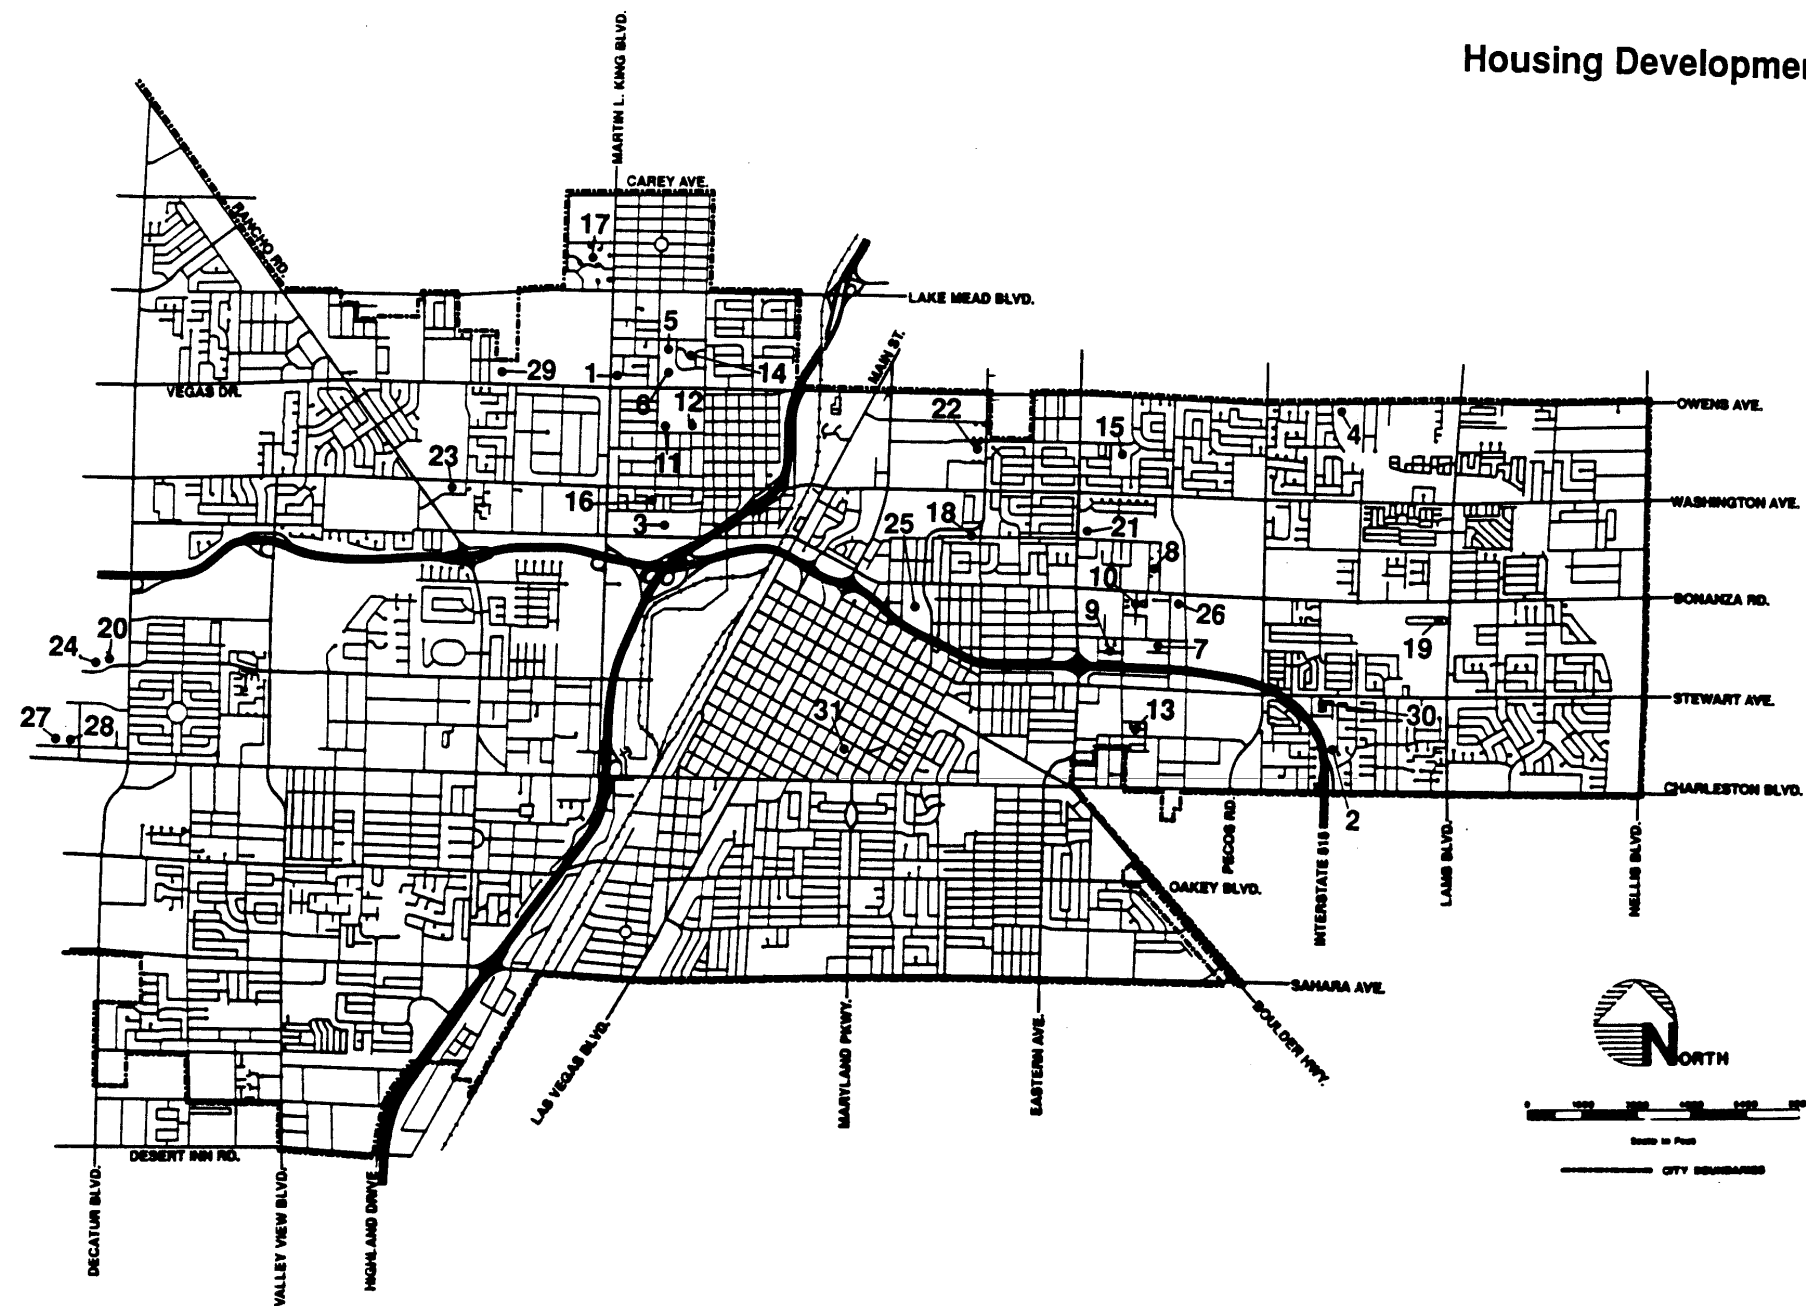 Housing Developme
MARTIN L. KING BLVD.
CAREY AVE.
17
RANCHO RD.
LAKE MEAD BLVD.
5
MAIN ST.
29
1
14
VEGAS DR.
6
12
22
OWENS AVE.
15
4
11
23
16
WASHINGTON AVE.
3
25
18
21
8
10
BONANZA RD.
9
26
20
24
7
19
STEWART AVE.
27
28
31
13
30
CHARLESTON BLVD.
2
PECOS RD.
INTERSTATE 515
LAMB BLVD.
NELLIS BLVD.
OAKEY BLVD.
SAHARA AVE.
BOULDER HWY.
LAS VEGAS BLVD.
MARYLAND PKWY.
EASTERN AVE.
NORTH
Scale in Feet
DESERT INN RD.
CITY BOUNDARIES
DECATUR BLVD.
VALLEY VIEW BLVD.
HIGHLAND DRIVE